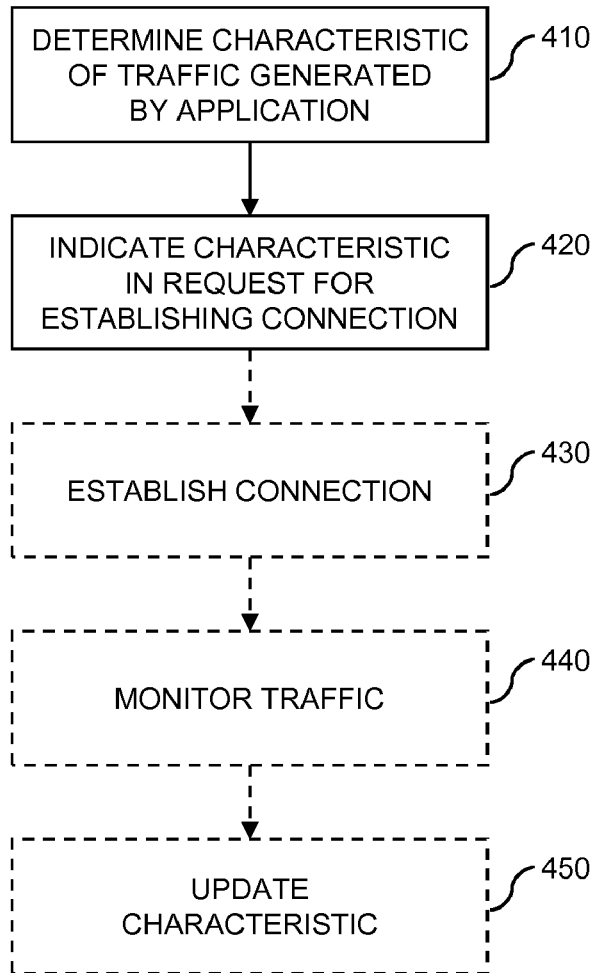 DETERMINE CHARACTERISTIC
OF TRAFFIC GENERATED
BY APPLICATION
410
INDICATE CHARACTERISTIC
IN REQUEST FOR
ESTABLISHING CONNECTION
420
ESTABLISH CONNECTION
430
MONITOR TRAFFIC
440
UPDATE
CHARACTERISTIC
450